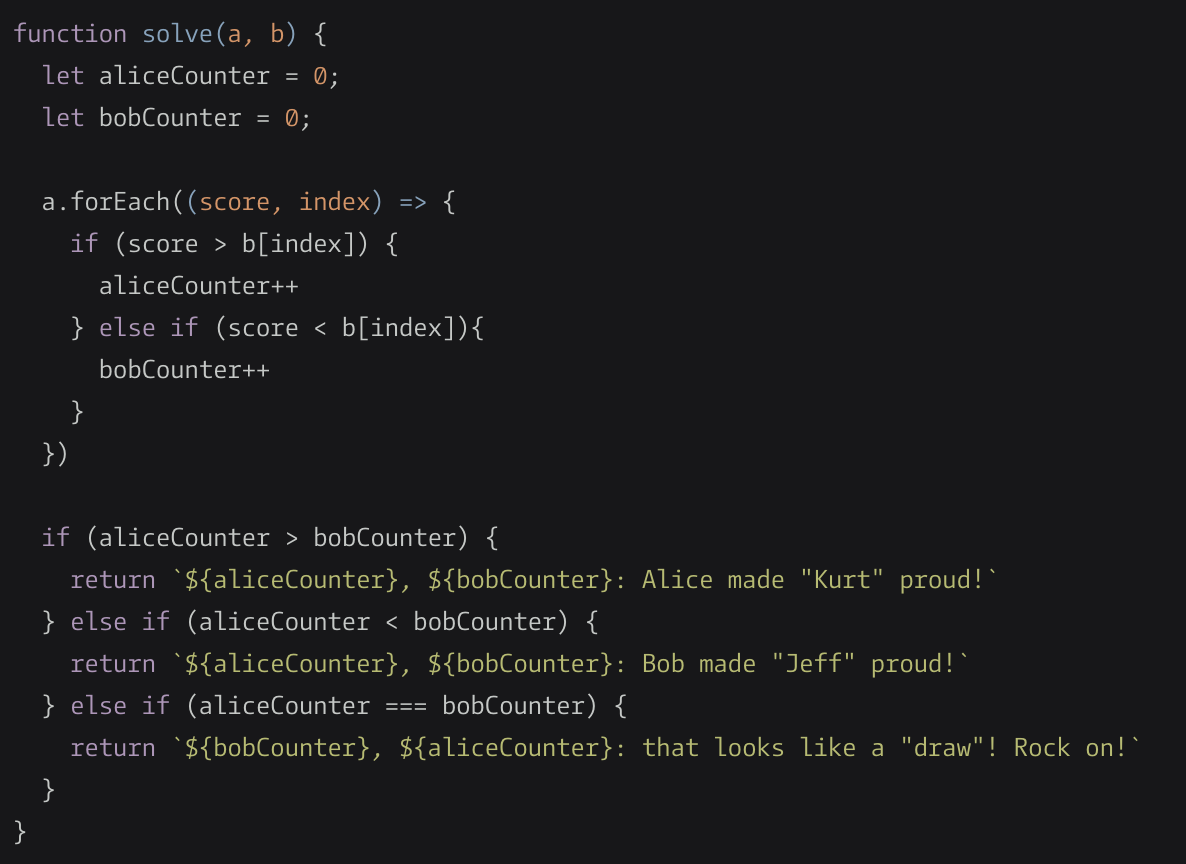 function solve(a, b) {
  let aliceCounter = 0;
  let bobCounter = 0;

  a.forEach((score, index) => {
    if (score > b[index]) {
      aliceCounter++
    } else if (score < b[index]){
      bobCounter++
    }
  })

  if (aliceCounter > bobCounter) {
    return `${aliceCounter}, ${bobCounter}: Alice made "Kurt" proud!`
  } else if (aliceCounter < bobCounter) {
    return `${aliceCounter}, ${bobCounter}: Bob made "Jeff" proud!`
  } else if (aliceCounter === bobCounter) {
    return `${bobCounter}, ${aliceCounter}: that looks like a "draw"! Rock on!`
  }
}